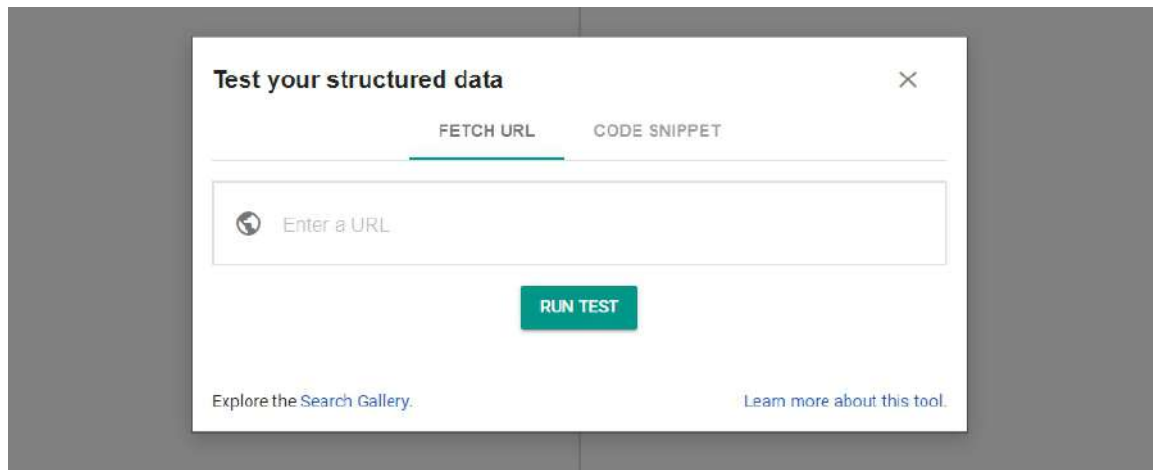 Test your structured data
FETCH URL CODE SNIPPET
Enter a URL
RUN TEST
Explore the Search Gallery. Learn more about this tool.